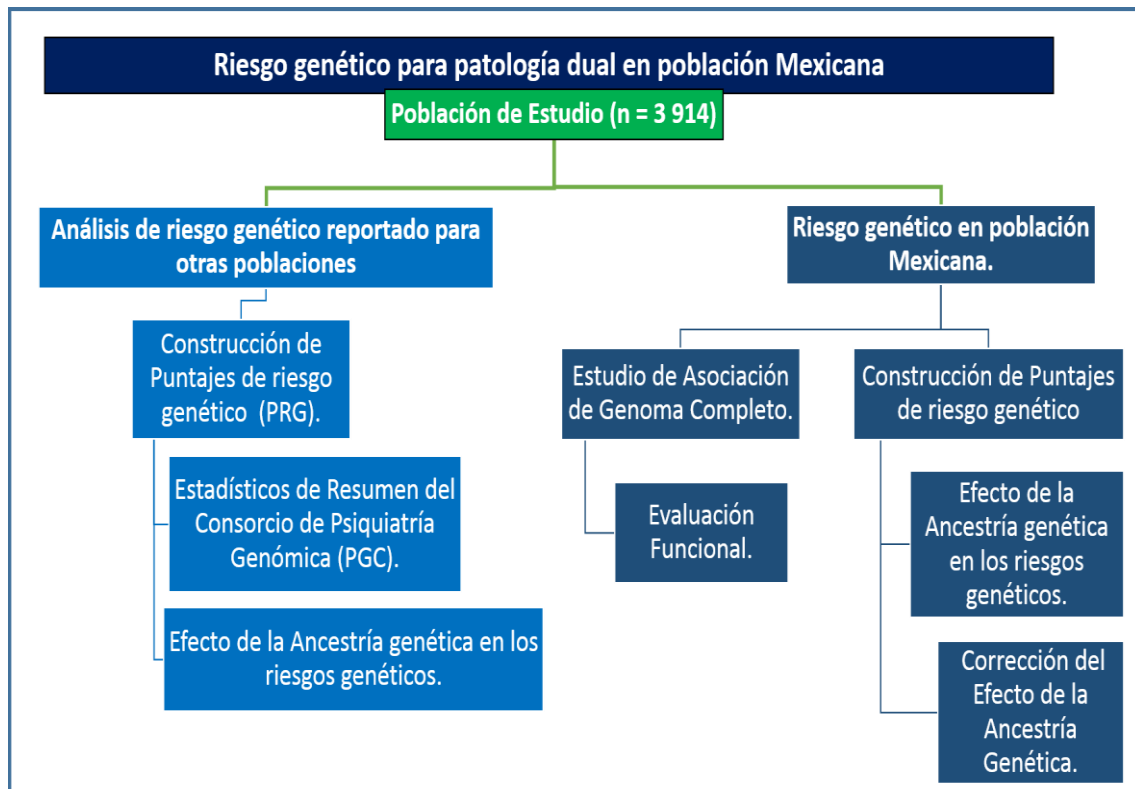 Riesgo genético para patología dual en población Mexicana
Población de Estudio (n = 3 914)
Análisis de riesgo genético reportado para
otras poblaciones
Construcción de
Puntajes de riesgo
genético (PRG).
Estadísticos de Resumen del
Consorcio de Psiquiatría
Genómica (PGC).
Efecto de la Ancestría genética en los
riesgos genéticos.
Riesgo genético en población
Mexicana.
Estudio de Asociación
de Genoma Completo.
Evaluación
Funcional.
Construcción de Puntajes
de riesgo genético
Efecto de la
Ancestría genética
en los riesgos
genéticos.
Corrección del
Efecto de la
Ancestría
Genética.